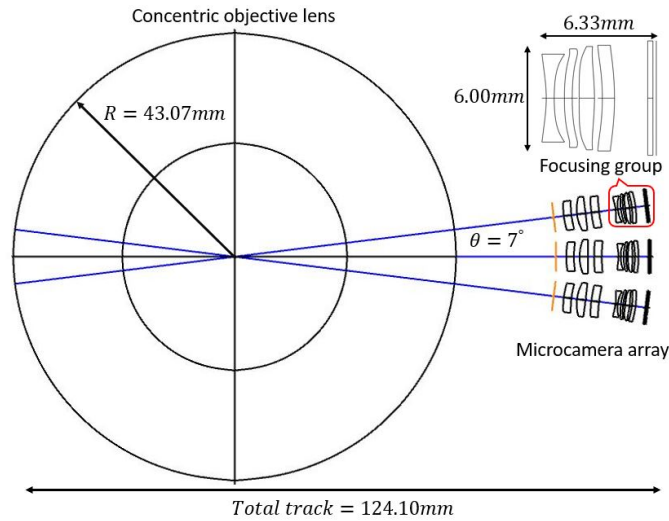 Concentric objective lens
6.33mm
R = 43.07mm
6.00mm
Focusing group
θ = 7°
Microcamera array
Total track = 124.10mm